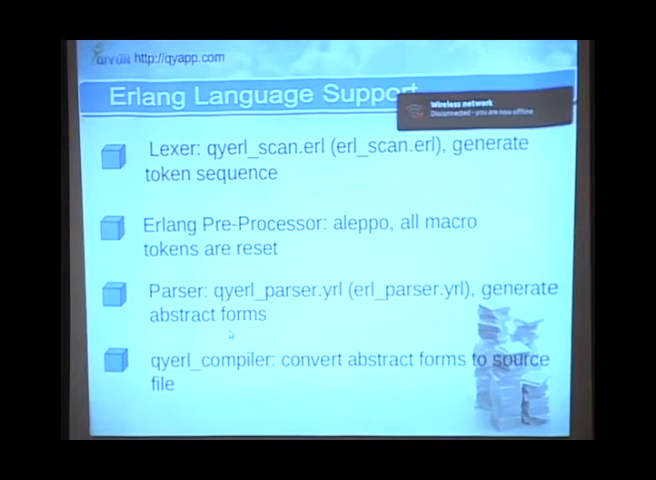 QIYUN http://qyapp.com
Erlang Language Support
Wireless network
Disconnected - you are now offline
Lexer: qyerl_scan.erl (erl_scan.erl), generate
token sequence
Erlang Pre-Processor: aleppo, all macro
tokens are reset
Parser: qyerl_parser.yrl (erl_parser.yrl), generate
abstract forms
qyerl_compiler: convert abstract forms to source
file